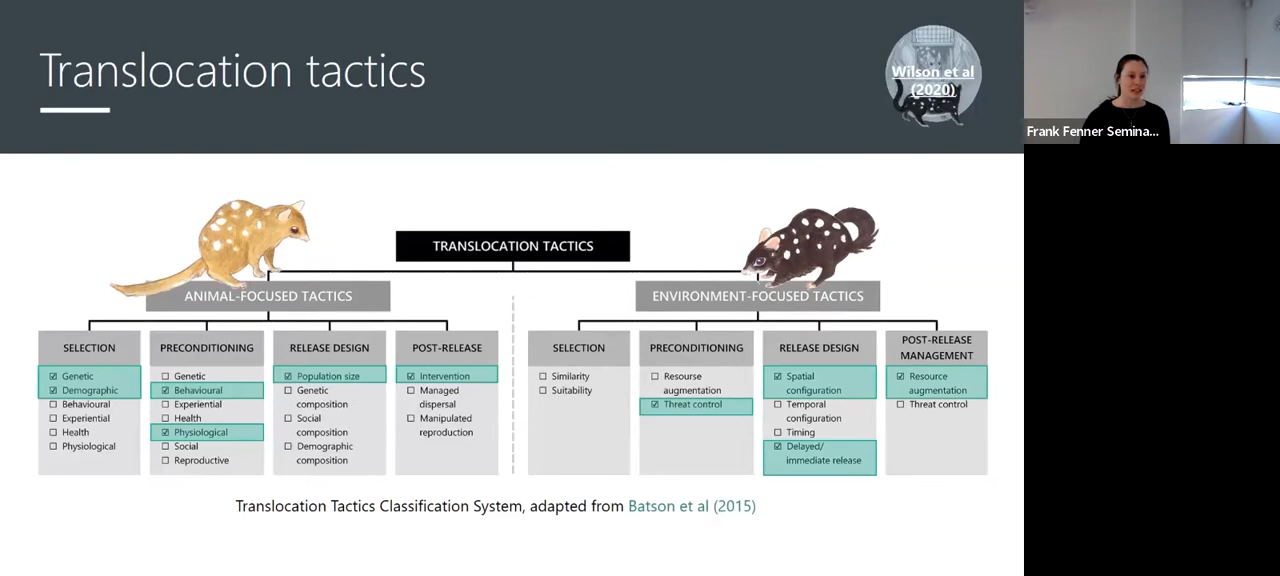 Translocation tactics
Wilson et al
(2020)
Frank Fenner Semina...
TRANSLOCATION TACTICS
ANIMAL-FOCUSED TACTICS
ENVIRONMENT-FOCUSED TACTICS
SELECTION
Genetic
Demographic
Behavioural
Experiential
Health
Physiological
PRECONDITIONING
Genetic
Behavioural
Experiential
Health
Physiological
Social
Reproductive
RELEASE DESIGN
Population size
Genetic
composition
Social
composition
Demographic
composition
POST-RELEASE
Intervention
Managed
dispersal
Manipulated
reproduction
SELECTION
Similarity
Suitability
PRECONDITIONING
Resourse
augmentation
Threat control
RELEASE DESIGN
Spatial
configuration
Temporal
configuration
Timing
Delayed/
immediate release
POST-RELEASE
MANAGEMENT
Resource
augmentation
Threat control
Translocation Tactics Classification System, adapted from Batson et al (2015)